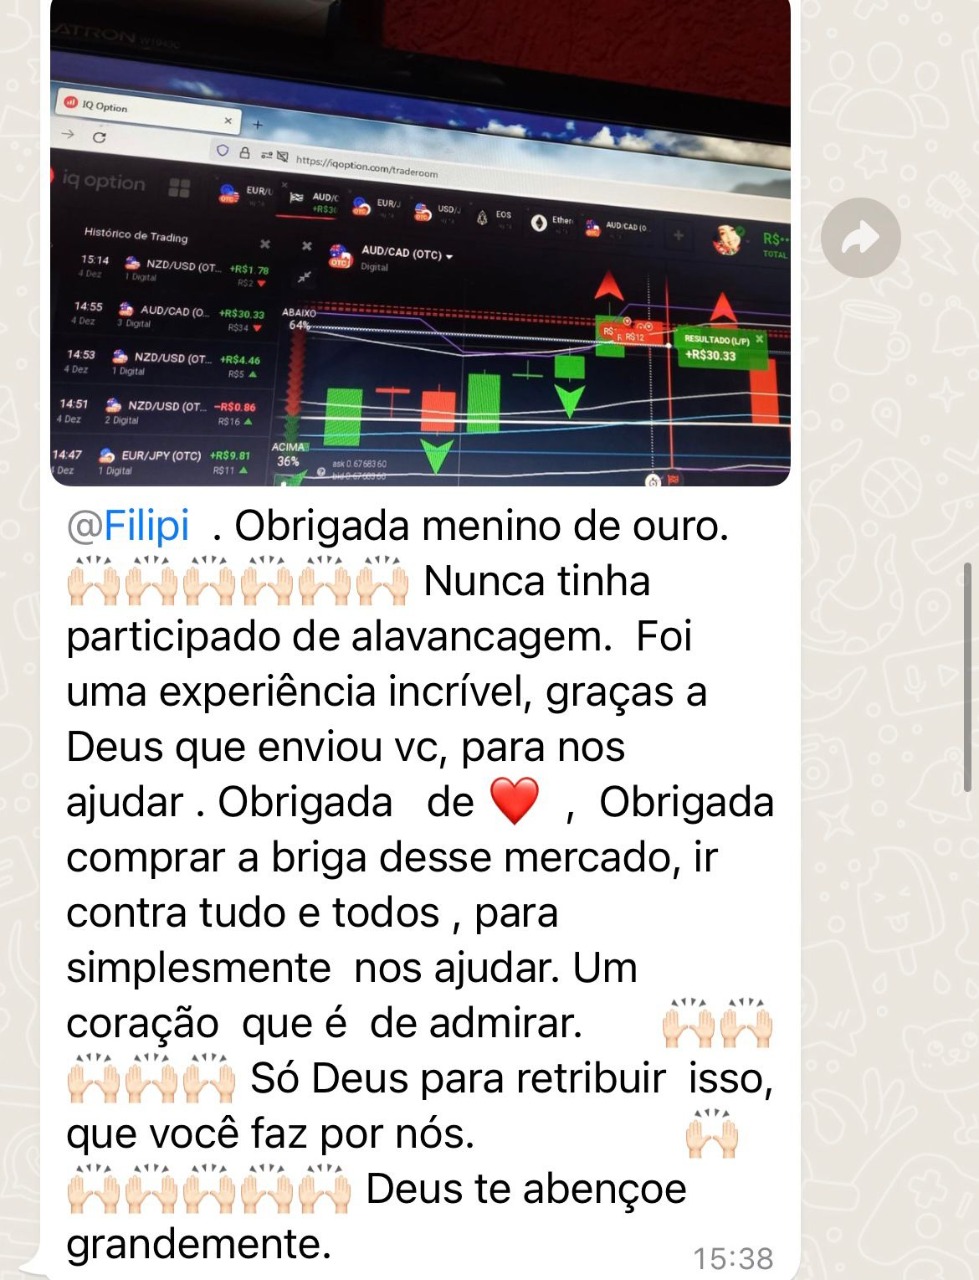 ATRON W1940C
IQ Option
https://iqoption.com/traderoom
iq option
EUR/U
AUD/C
+R$3
EUR/J
USD/J
EOS
Ether
AUD/CAD (O
R$
TOTAL
Histórico de Trading
15:14 NZD/USD (OT... +R$1.78
4 Dez 1 Digital R$2
14:55 AUD/CAD (O... +R$30.33
4 Dez 3 Digital R$34
14:53 NZD/USD (OT... +R$4.46
4 Dez 1 Digital R$5
14:51 NZD/USD (OT... -R$0.86
4 Dez 2 Digital R$16
14:47 EUR/JPY (OTC) +R$9.81
Dez 1 Digital R$11
AUD/CAD (OTC)
Digital
ABAIXO
64%
R$12
RESULTADO (L/P)
+R$30.33
ACIMA
36%
ask 0.6768360
@Filipi . Obrigada menino de ouro.
🙌🏻🙌🏻🙌🏻🙌🏻🙌🏻🙌🏻 Nunca tinha
participado de alavancagem. Foi
uma experiência incrível, graças a
Deus que enviou vc, para nos
ajudar . Obrigada de ❤️ , Obrigada
comprar a briga desse mercado, ir
contra tudo e todos , para
simplesmente nos ajudar. Um
coração que é de admirar. 🙌🏻🙌🏻
🙌🏻🙌🏻🙌🏻 Só Deus para retribuir isso,
que você faz por nós. 🙌🏻
🙌🏻🙌🏻🙌🏻🙌🏻🙌🏻 Deus te abençoe
grandemente.
15:38